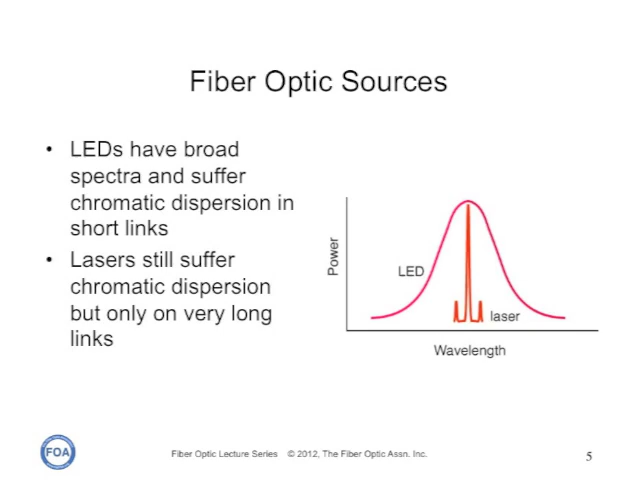 Fiber Optic Sources
• LEDs have broad
spectra and suffer
chromatic dispersion in
short links
• Lasers still suffer
chromatic dispersion
but only on very long
links
Power
LED
laser
Wavelength
FOA
Fiber Optic Lecture Series © 2012, The Fiber Optic Assn. Inc.
5